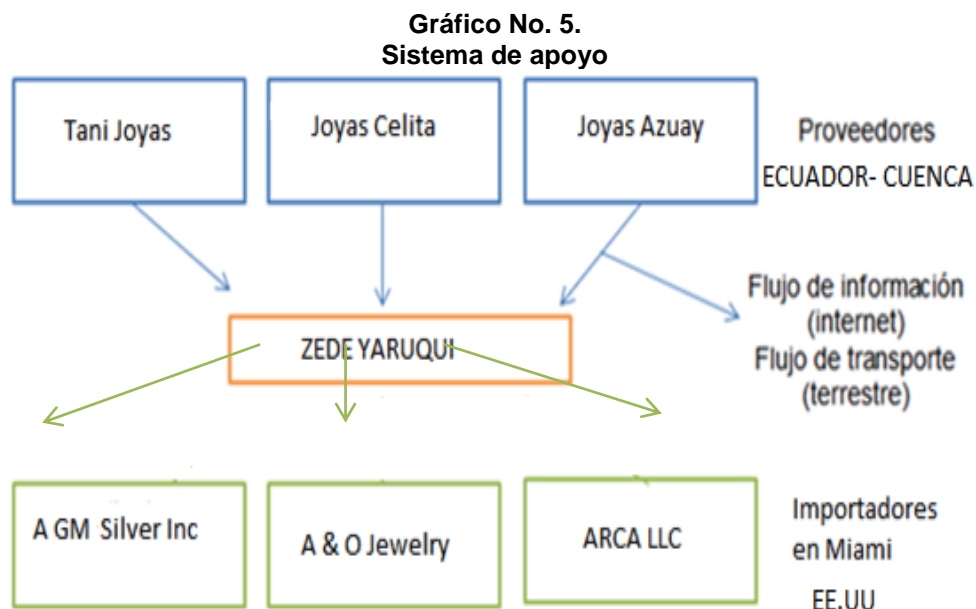 Gráfico No. 5.
Sistema de apoyo
Tani Joyas
Joyas Celita
Joyas Azuay
Proveedores
ECUADOR- CUENCA
Flujo de información
(internet)
Flujo de transporte
(terrestre)
ZEDE YARUQUI
A GM Silver Inc
A & O Jewelry
ARCA LLC
Importadores
en Miami
EE.UU